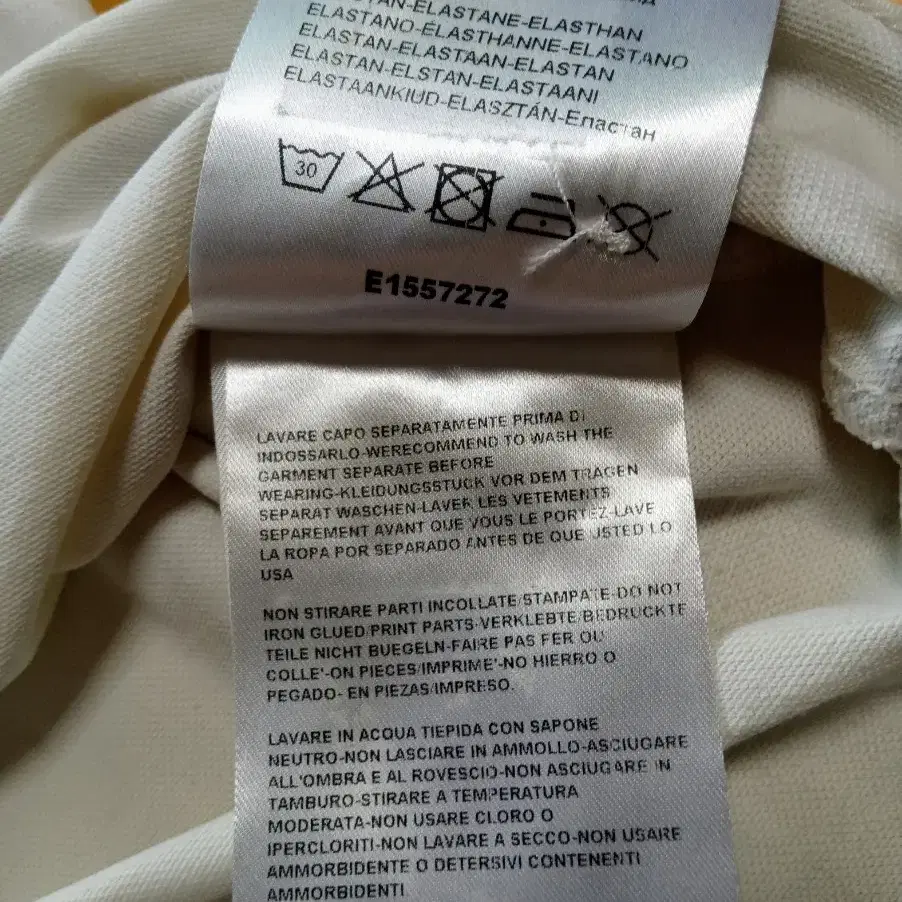 -ELASTANE-ELASTHAN
ELASTANO-ÉLASTHANNE-ELASTANO
ELASTAN-ELASTAAN-ELASTAN
ELASTAN-ELSTAN-ELASTAANI
ELASTAANKIUD-ELASZTÁN-Еластан
30
E1557272
LAVARE CAPO SEPARATAMENTE PRIMA DI
INDOSSARLO-WERECOMMEND TO WASH THE
GARMENT SEPARATE BEFORE
WEARING-KLEIDUNGSSTUCK VOR DEM TRAGEN
SEPARAT WASCHEN-LAVER LES VETEMENTS
SEPAREMENT AVANT QUE VOUS LE PORTEZ-LAVE
LA ROPA POR SEPARADO ANTES DE QUE USTED LO
USA
NON STIRARE PARTI INCOLLATE/STAMPATE-DO NOT
IRON GLUED/PRINT PARTS-VERKLEBTE/BEDRUCKTE
TEILE NICHT BUEGELN-FAIRE PAS FER OU
COLLE'-ON PIECES/IMPRIME'-NO HIERRO O
PEGADO- EN PIEZAS/IMPRESO.
LAVARE IN ACQUA TIEPIDA CON SAPONE
NEUTRO-NON LASCIARE IN AMMOLLO-ASCIUGARE
ALL'OMBRA E AL ROVESCIO-NON ASCIUGARE IN
TAMBURO-STIRARE A TEMPERATURA
MODERATA-NON USARE CLORO O
IPERCLORITI-NON LAVARE A SECCO-NON USARE
AMMORBIDENTE O DETERSIVI CONTENENTI
AMMORBIDENTI.